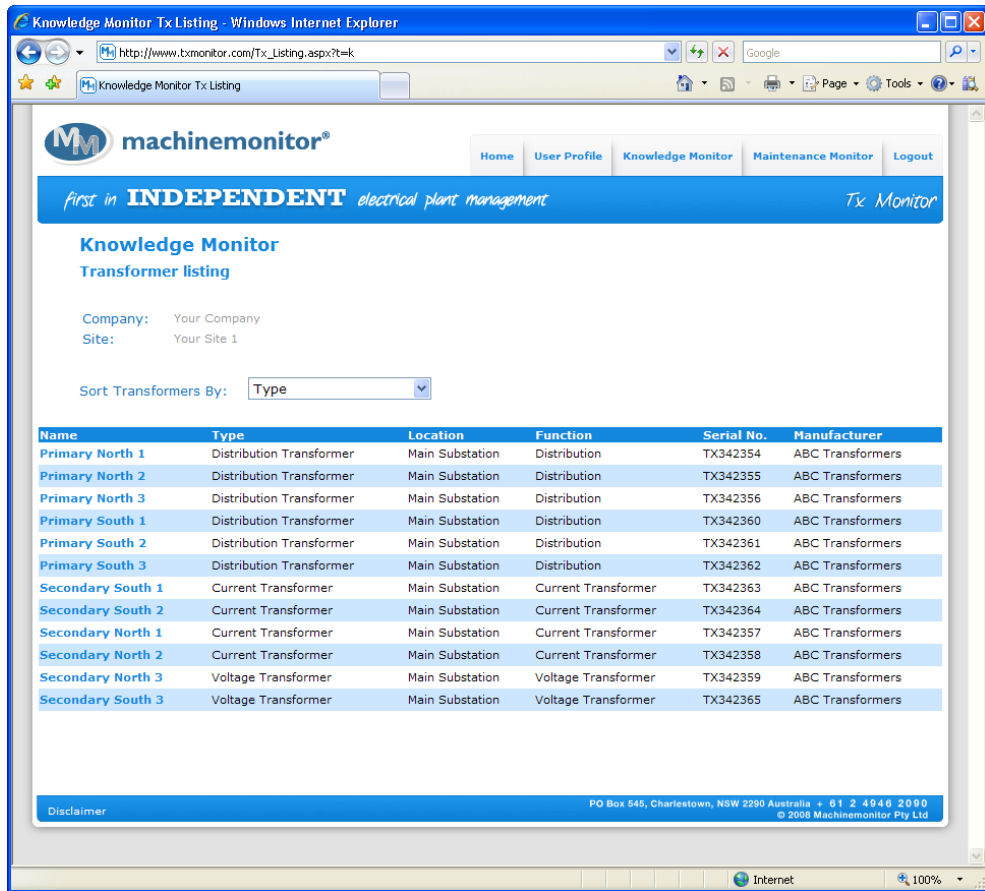 Knowledge Monitor Tx Listing - Windows Internet Explorer
http://www.txmonitor.com/Tx_Listing.aspx?t=k
Google
Knowledge Monitor Tx Listing
Page
Tools
MM machinemonitor®
Home User Profile Knowledge Monitor Maintenance Monitor Logout
first in INDEPENDENT electrical plant management
Tx Monitor
Knowledge Monitor
Transformer listing
Company: Your Company
Site: Your Site 1
Sort Transformers By: Type
Name Type Location Function Serial No. Manufacturer
Primary North 1 Distribution Transformer Main Substation Distribution TX342354 ABC Transformers
Primary North 2 Distribution Transformer Main Substation Distribution TX342355 ABC Transformers
Primary North 3 Distribution Transformer Main Substation Distribution TX342356 ABC Transformers
Primary South 1 Distribution Transformer Main Substation Distribution TX342360 ABC Transformers
Primary South 2 Distribution Transformer Main Substation Distribution TX342361 ABC Transformers
Primary South 3 Distribution Transformer Main Substation Distribution TX342362 ABC Transformers
Secondary South 1 Current Transformer Main Substation Current Transformer TX342363 ABC Transformers
Secondary South 2 Current Transformer Main Substation Current Transformer TX342364 ABC Transformers
Secondary North 1 Current Transformer Main Substation Current Transformer TX342357 ABC Transformers
Secondary North 2 Current Transformer Main Substation Current Transformer TX342358 ABC Transformers
Secondary North 3 Voltage Transformer Main Substation Voltage Transformer TX342359 ABC Transformers
Secondary South 3 Voltage Transformer Main Substation Voltage Transformer TX342365 ABC Transformers
Disclaimer
PO Box 545, Charlestown, NSW 2290 Australia + 61 2 4946 2090
© 2008 Machinemonitor Pty Ltd
Internet
100%